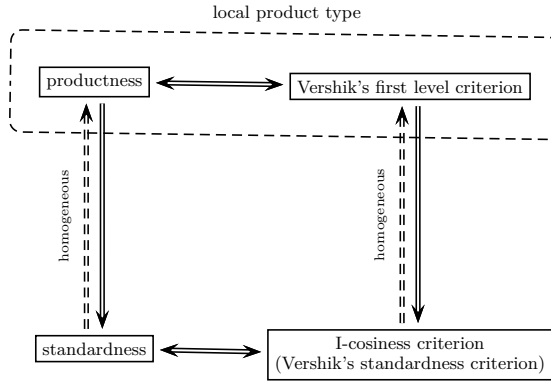 local product type
productness
Vershik's first level criterion
homogeneous
homogeneous
standardness
I-cosiness criterion
(Vershik's standardness criterion)